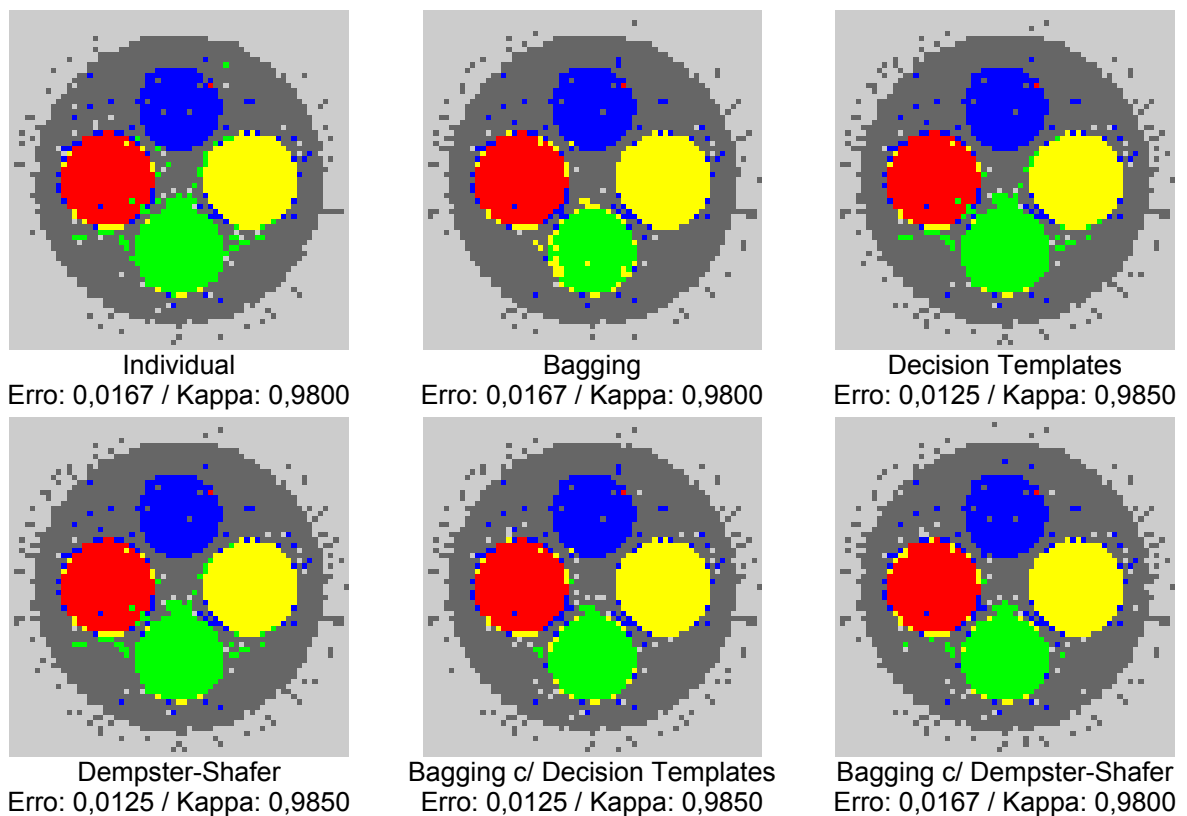 Individual
Erro: 0,0167 / Kappa: 0,9800
Bagging
Erro: 0,0167 / Kappa: 0,9800
Decision Templates
Erro: 0,0125 / Kappa: 0,9850
Dempster-Shafer
Erro: 0,0125 / Kappa: 0,9850
Bagging c/ Decision Templates
Erro: 0,0125 / Kappa: 0,9850
Bagging c/ Dempster-Shafer
Erro: 0,0167 / Kappa: 0,9800